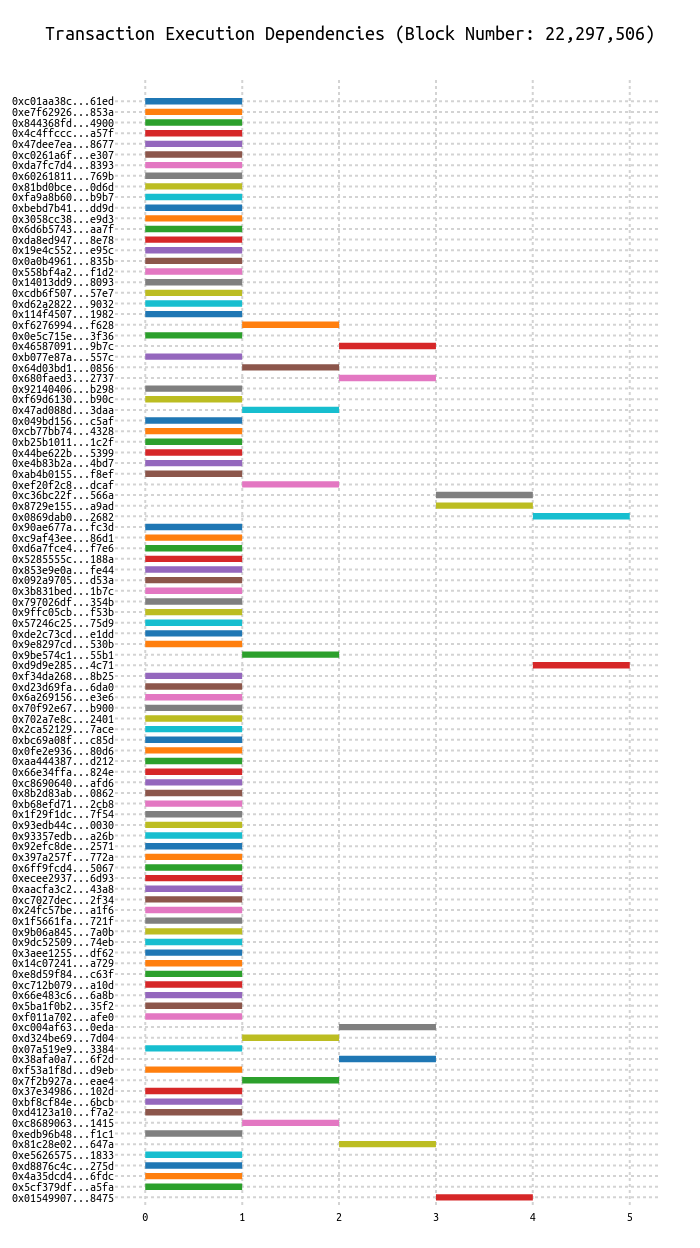 Transaction Execution Dependencies (Block Number: 22,297,506)
0xc01aa38c...61ed
0xe7f62926...853a
0x844368fd...4900
0x4c4ffccc...a57f
0x47dee7ea...8677
0xc0261a6f...e307
0xda7fc7d4...8393
0x60261811...769b
0x81bd0bce...0d6d
0xfa9a8b60...b9b7
0xbebd7b41...dd9d
0x3058cc38...e9d3
0x6d6b5743...aa7f
0xda8ed947...8e78
0x19e4c552...e95c
0x0a0b4961...835b
0x558bf4a2...f1d2
0x14013dd9...8093
0xcdb6f507...57e7
0xd62a2822...9032
0x114f4507...1982
0xf6276994...f628
0x0e5c715e...3f36
0x46587091...9b7c
0xb077e87a...557c
0x64d03bd1...0856
0x680faed3...2737
0x92140406...b298
0xf69d6130...b90c
0x47ad088d...3daa
0x049bd156...c5af
0xcb77bb74...4328
0xb25b1011...1c2f
0x44be622b...5399
0xe4b83b2a...4bd7
0xab4b0155...f8ef
0xef20f2c8...dcaf
0xc36bc22f...566a
0x8729e155...a9ad
0x0869dab0...2682
0x90ae677a...fc3d
0xc9af43ee...86d1
0xd6a7fce4...f7e6
0x5285555c...188a
0x853e9e0a...fe44
0x092a9705...d53a
0x3b831bed...1b7c
0x797026df...354b
0x9ffc05cb...f53b
0x57246c25...75d9
0xde2c73cd...e1dd
0x9e8297cd...530b
0x9be574c1...55b1
0xd9d9e285...4c71
0xf34da268...8b25
0xd23d69fa...6da0
0x6a269156...e3e6
0x70f92e67...b900
0x702a7e8c...2401
0x2ca52129...7ace
0xbc69a08f...c85d
0x0fe2e936...80d6
0xaa444387...d212
0x66e34ffa...824e
0xc8690640...afd6
0x8b2d83ab...0862
0xb68efd71...2cb8
0x1f29f1dc...7f54
0x93edb44c...0030
0x93357edb...a26b
0x92efc8de...2571
0x397a257f...772a
0x6ff9fcd4...5067
0xecee2937...6d93
0xaacfa3c2...43a8
0xc7027dec...2f34
0x24fc57be...a1f6
0x1f5661fa...721f
0x9b06a845...7a0b
0x9dc52509...74eb
0x3aee1255...df62
0x14c07241...a729
0xe8d59f84...c63f
0xc712b079...a10d
0x66e483c6...6a8b
0x5ba1f0b2...35f2
0xf011a702...afe0
0xc004af63...0eda
0xd324be69...7d04
0x07a519e9...3384
0x38afa0a7...6f2d
0xf53a1f8d...d9eb
0x7f2b927a...eae4
0x37e34986...102d
0xbf8cf84e...6bcb
0xd4123a10...f7a2
0xc8689063...1415
0xedb96b48...f1c1
0x81c28e02...647a
0xe5626575...1833
0xd8876c4c...275d
0x4a35dcd4...6fdc
0x5cf379df...a5fa
0x01549907...8475
0 1 2 3 4 5